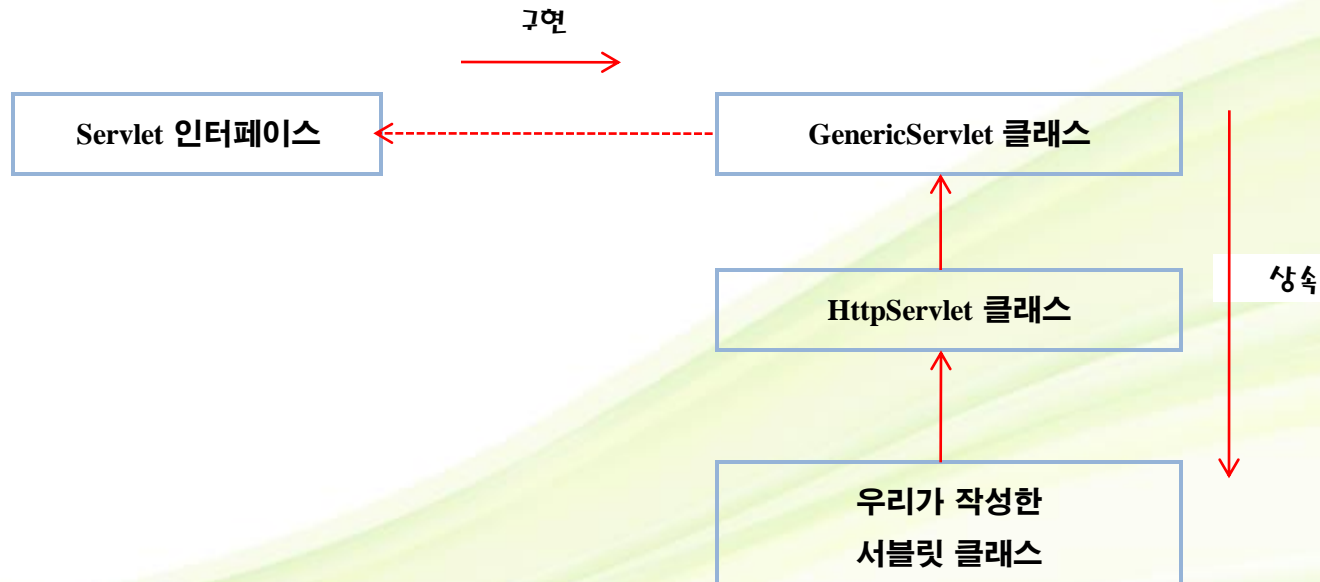 구현
Servlet 인터페이스
GenericServlet 클래스
HttpServlet 클래스
상속
우리가 작성한
서블릿 클래스